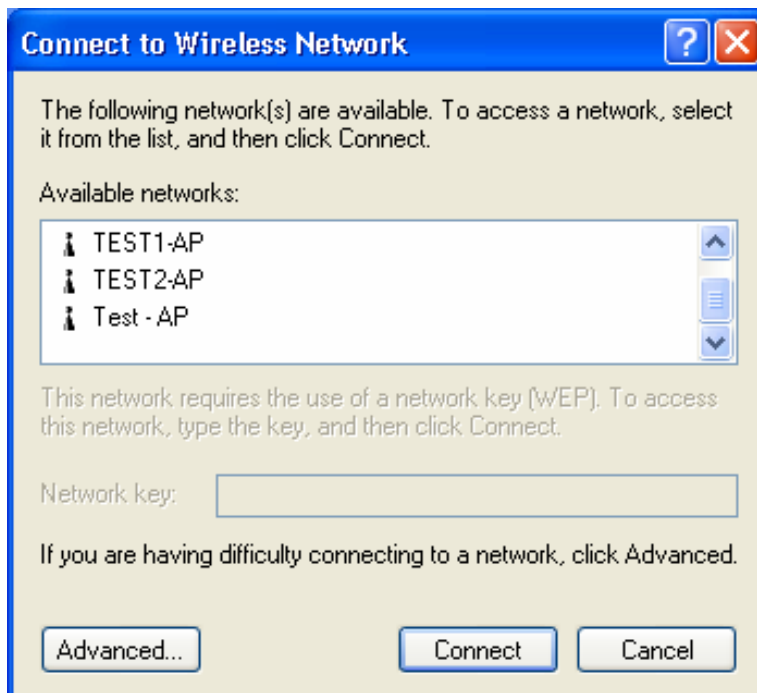 Connect to Wireless Network
?
The following network(s) are available. To access a network, select
it from the list, and then click Connect.
Available networks:
TEST1-AP
TEST2-AP
Test - AP
This network requires the use of a network key (WEP). To access
this network, type the key, and then click Connect.
Network key:
If you are having difficulty connecting to a network, click Advanced.
Advanced... Connect Cancel